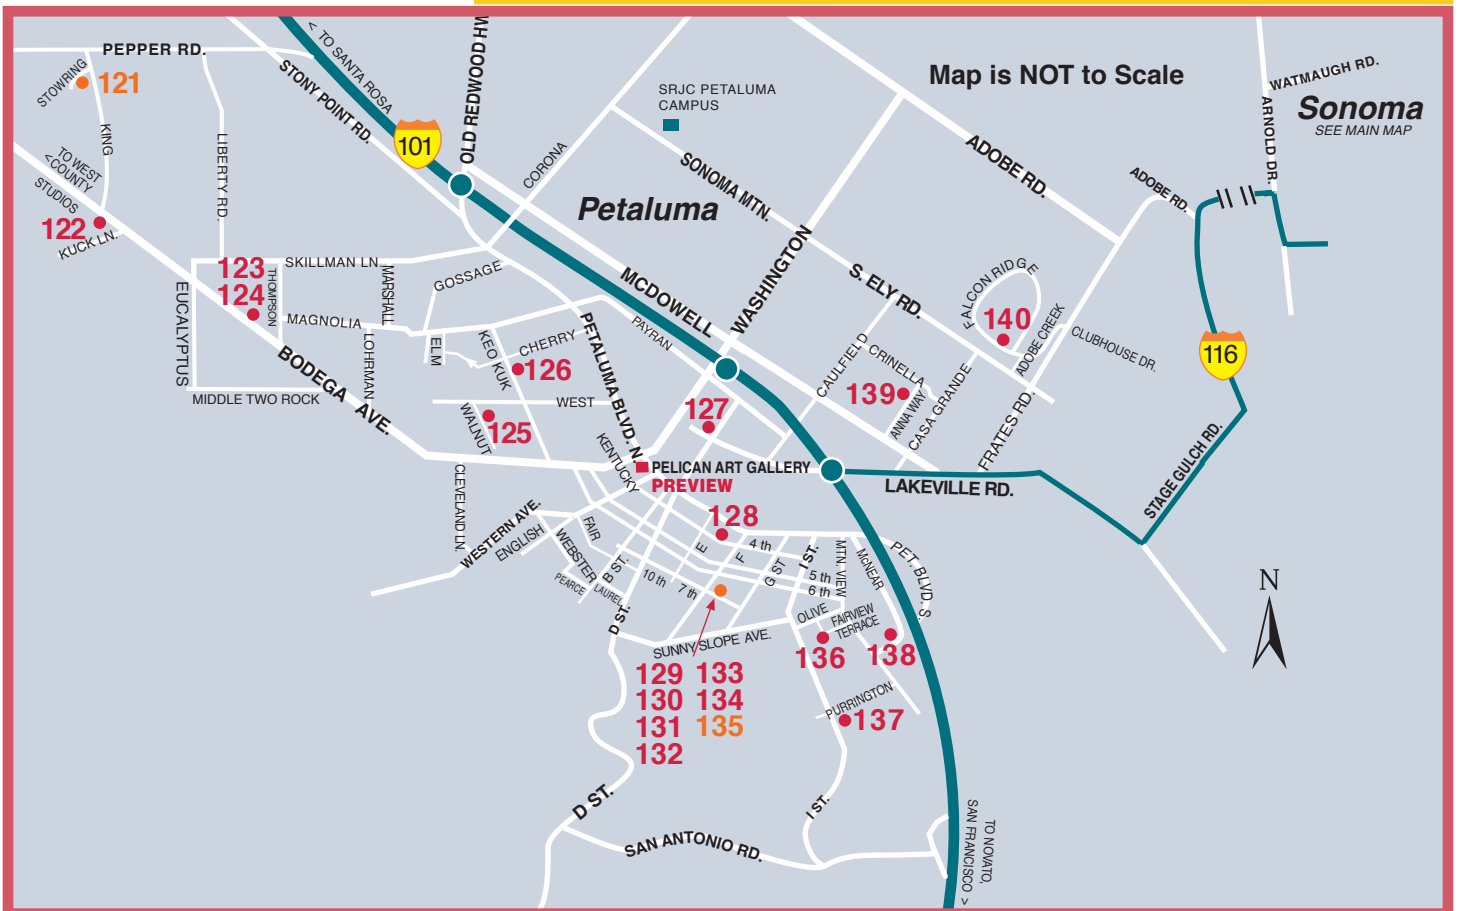 PEPPER RD.
STOWRING
121
KING
< TO SANTA ROSA
STONY POINT RD.
101
OLD REDWOOD HW
CORONA
SRJC PETALUMA
CAMPUS
Map is NOT to Scale
WATMAUGH RD.
ARNOLD DR.
Sonoma
SEE MAIN MAP
TO WEST
<COUNTY
STUDIOS
122
KUCK LN.
LIBERTY RD.
Petaluma
SONOMA MTN.
ADOBE RD.
ADOBE RD.
123
124
THOMPSON
SKILLMAN LN.
MARSHALL
GOSSAGE
EUCALYPTUS
MAGNOLIA
LOHRMAN
ELM
KEO KUK
CHERRY
126
PETALUMA BLVD. N.
PAYRAN
MCDOWELL
WASHINGTON
S. ELY RD.
FALCON RIDGE
140
ADOBE CREEK
CLUBHOUSE DR.
116
CAULFIELD
CRINELLA
139
ANNA WAY
CASA GRANDE
FRATES RD.
BODEGA AVE.
MIDDLE TWO ROCK
WEST
WALNUT
125
127
KENTUCKY
PELICAN ART GALLERY
PREVIEW
LAKEVILLE RD.
STAGE GULCH RD.
CLEVELAND LN.
WESTERN AVE.
ENGLISH
FAIR
WEBSTER
PEARCE
LAUREL
B ST.
D ST.
10 th
7 th
128
E
F
4 th
G ST
I ST.
5 th
6 th
MTN. VIEW
McNEAR
PET. BLVD. S.
OLIVE
FAIRVIEW
TERRACE
SUNNY SLOPE AVE.
136
138
129 133
130 134
131 135
132
PURRINGTON
137
N
D ST.
I ST.
SAN ANTONIO RD.
TO NOVATO,
SAN FRANCISCO >